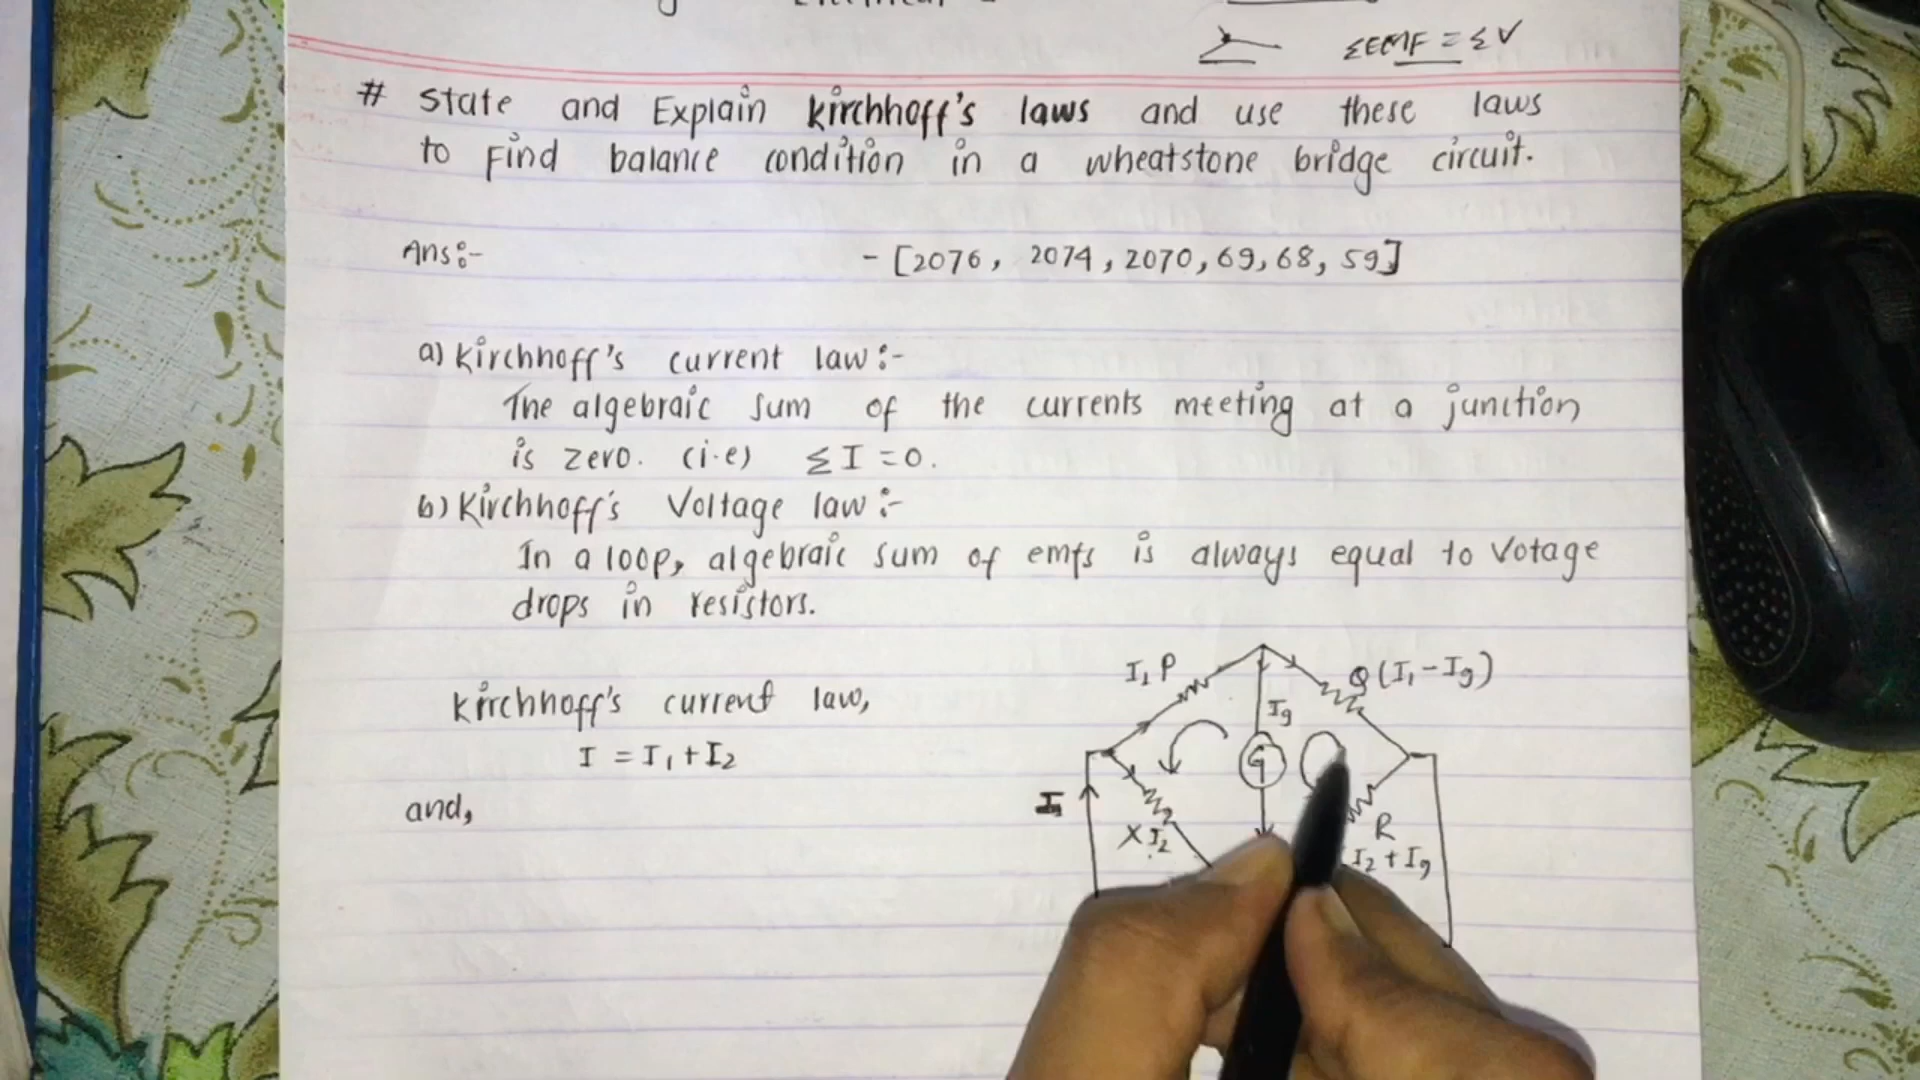 ΣEMF = ΣV
# State and Explain Kirchhoff's laws and use these laws
to Find balance condition in a wheatstone bridge circuit.
Ans:-
- [2076, 2074, 2070, 69, 68, 59]
a) Kirchhoff's current law:-
The algebraic sum of the currents meeting at a junction
is zero. (i.e) ΣI = 0.
b) Kirchhoff's Voltage law:-
In a loop, algebraic sum of emfs is always equal to Votage
drops in resistors.
Kirchhoff's current law,
I = I₁ + I₂
and,
I₁ P
Q (I₁ - Ig)
Ig
G
I
X I₂
R
I₂ + Ig